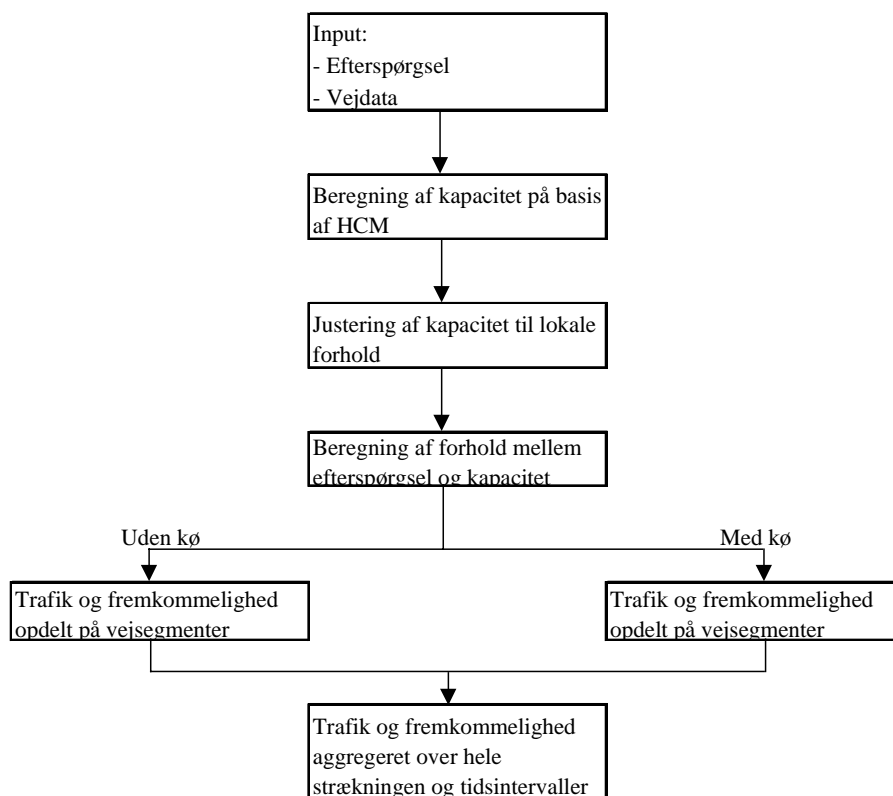 Input:
- Efterspørgsel
- Vejdata
Beregning af kapacitet på basis
af HCM
Justering af kapacitet til lokale
forhold
Beregning af forhold mellem
efterspørgsel og kapacitet
Uden kø
Med kø
Trafik og fremkommelighed
opdelt på vejsegmenter
Trafik og fremkommelighed
opdelt på vejsegmenter
Trafik og fremkommelighed
aggregeret over hele
strækningen og tidsintervaller